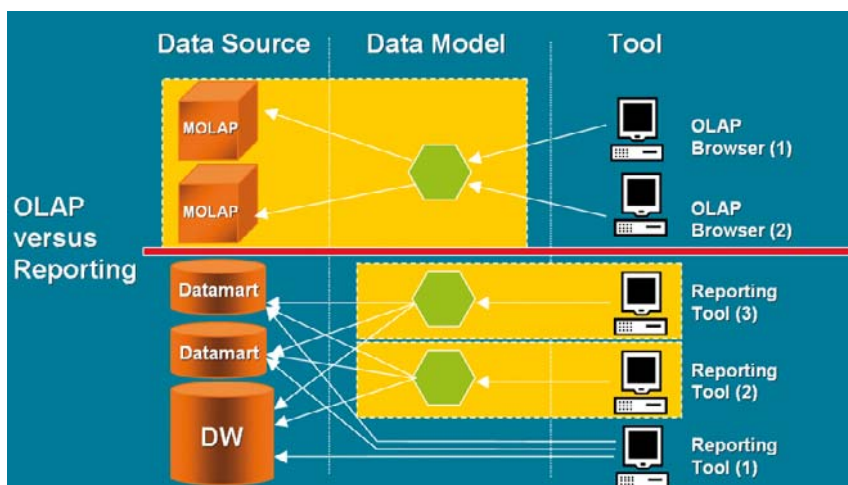 Data Source
Data Model
Tool
MOLAP
MOLAP
OLAP
Browser (1)
OLAP
Browser (2)
OLAP
versus
Reporting
Datamart
Datamart
DW
Reporting
Tool (3)
Reporting
Tool (2)
Reporting
Tool (1)